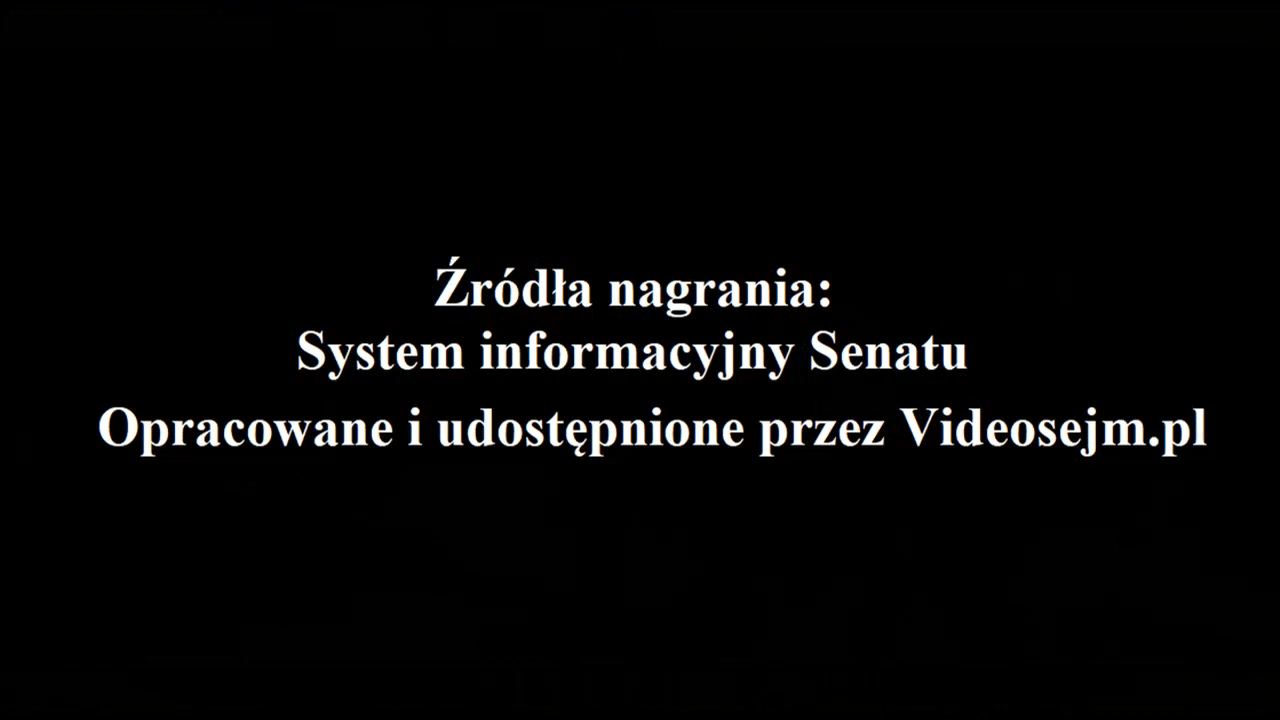 Źródła nagrania:
System informacyjny Senatu
Opracowane i udostępnione przez Videosejm.pl